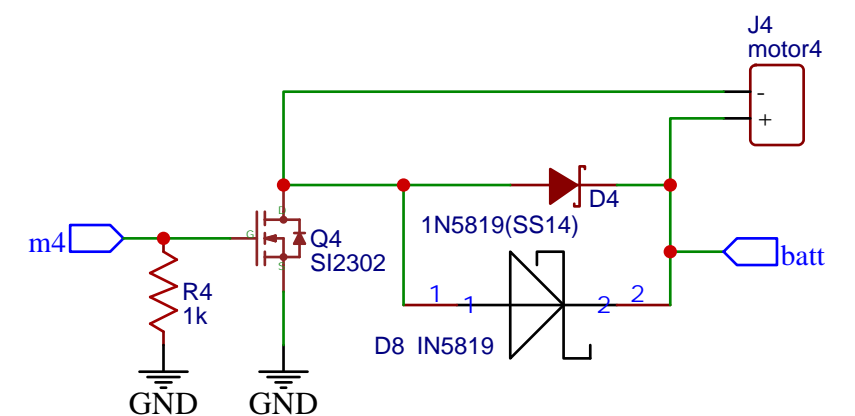 J4
motor4
-
+
D4
1N5819(SS14)
D
G
S
m4
Q4
SI2302
batt
R4
1k
1
1
2
2
D8 IN5819
GND
GND